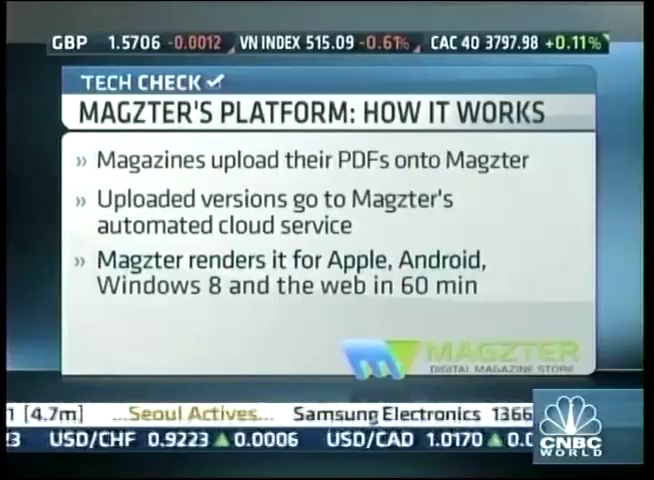 GBP 1.5706 -0.0012 VN INDEX 515.09 -0.61% CAC 40 3797.98 +0.11%
TECH CHECK
MAGZTER'S PLATFORM: HOW IT WORKS
» Magazines upload their PDFs onto Magzter
» Uploaded versions go to Magzter's
automated cloud service
» Magzter renders it for Apple, Android,
Windows 8 and the web in 60 min
MAGZTER
DIGITAL MAGAZINE STORE
[4.7m] ...Seoul Actives... Samsung Electronics 1366
USD/CHF 0.9223 ▲ 0.0006 USD/CAD 1.0170 ▲ 0.0
CNBC
WORLD